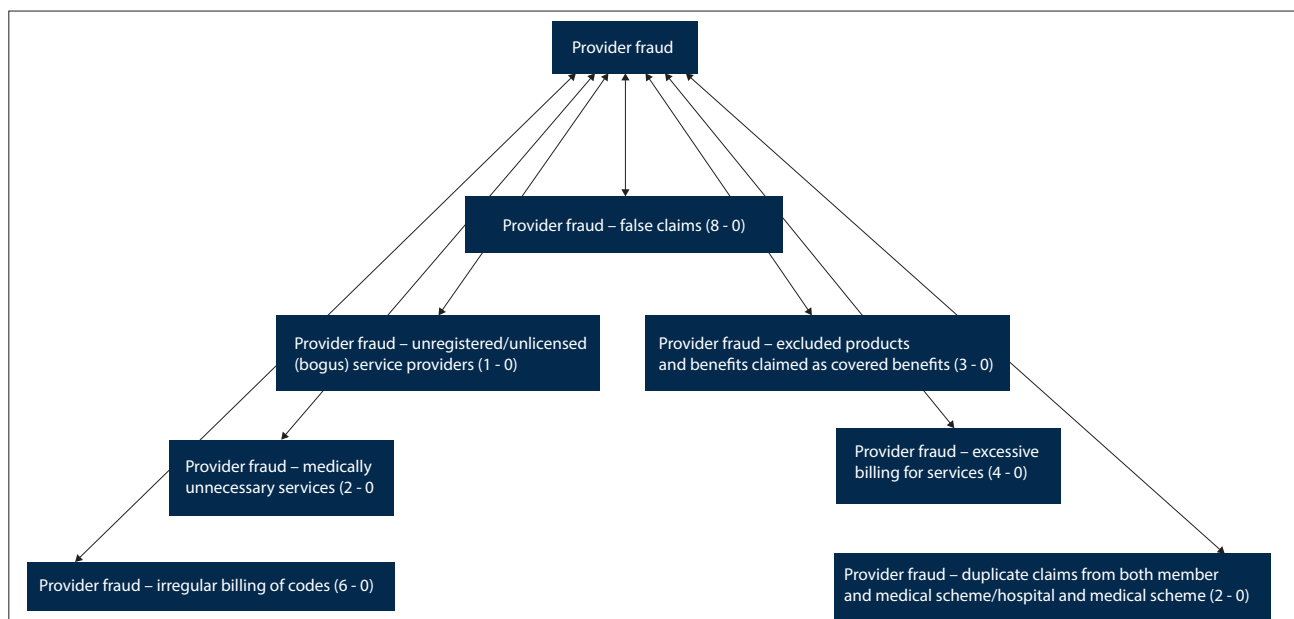 Provider fraud
Provider fraud – false claims (8 - 0)
Provider fraud – unregistered/unlicensed
(bogus) service providers (1 - 0)
Provider fraud – excluded products
and benefits claimed as covered benefits (3 - 0)
Provider fraud – medically
unnecessary services (2 - 0
Provider fraud – excessive
billing for services (4 - 0)
Provider fraud – irregular billing of codes (6 - 0)
Provider fraud – duplicate claims from both member
and medical scheme/hospital and medical scheme (2 - 0)